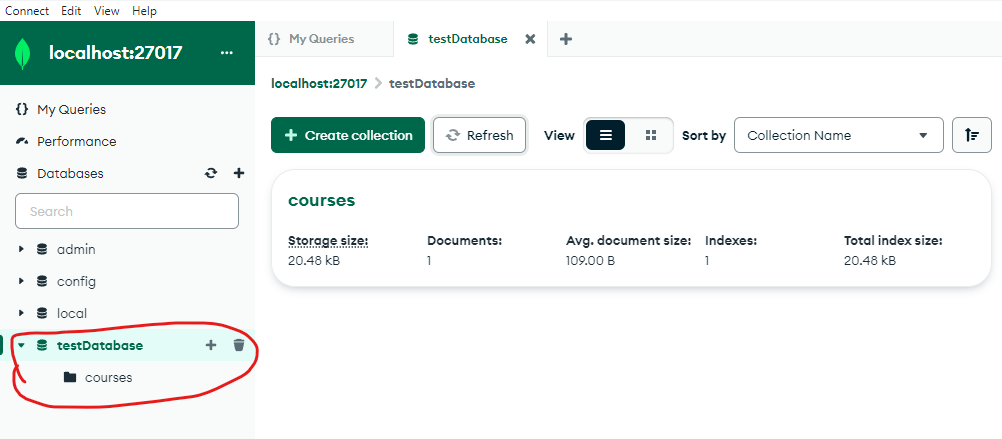 Connect Edit View Help
localhost:27017 ...
My Queries
testDatabase
My Queries
Performance
Databases
Search
admin
config
local
testDatabase
courses
localhost:27017 > testDatabase
Create collection Refresh View Sort by Collection Name
courses
Storage size: Documents: Avg. document size: Indexes: Total index size:
20.48 kB 1 109.00 B 1 20.48 kB